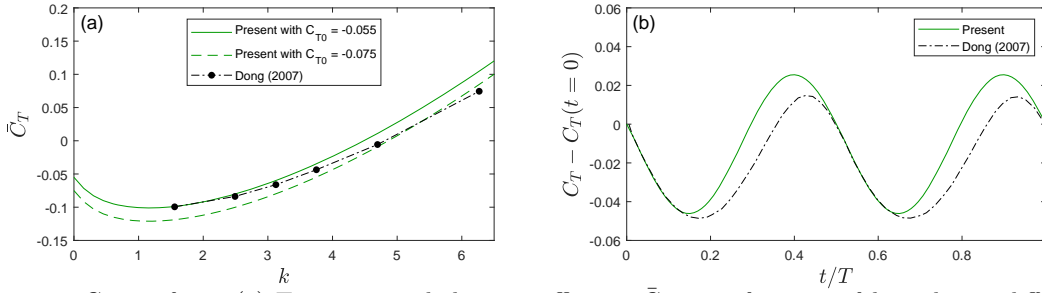 (a)
Present with C_T0 = -0.055
Present with C_T0 = -0.075
Dong (2007)
0.2
0.15
0.1
0.05
0
-0.05
-0.1
-0.15
C̄_T
0 1 2 3 4 5 6
k
(b)
Present
Dong (2007)
0.06
0.04
0.02
0
-0.02
-0.04
-0.06
C_T − C_T(t = 0)
0 0.2 0.4 0.6 0.8
t/T